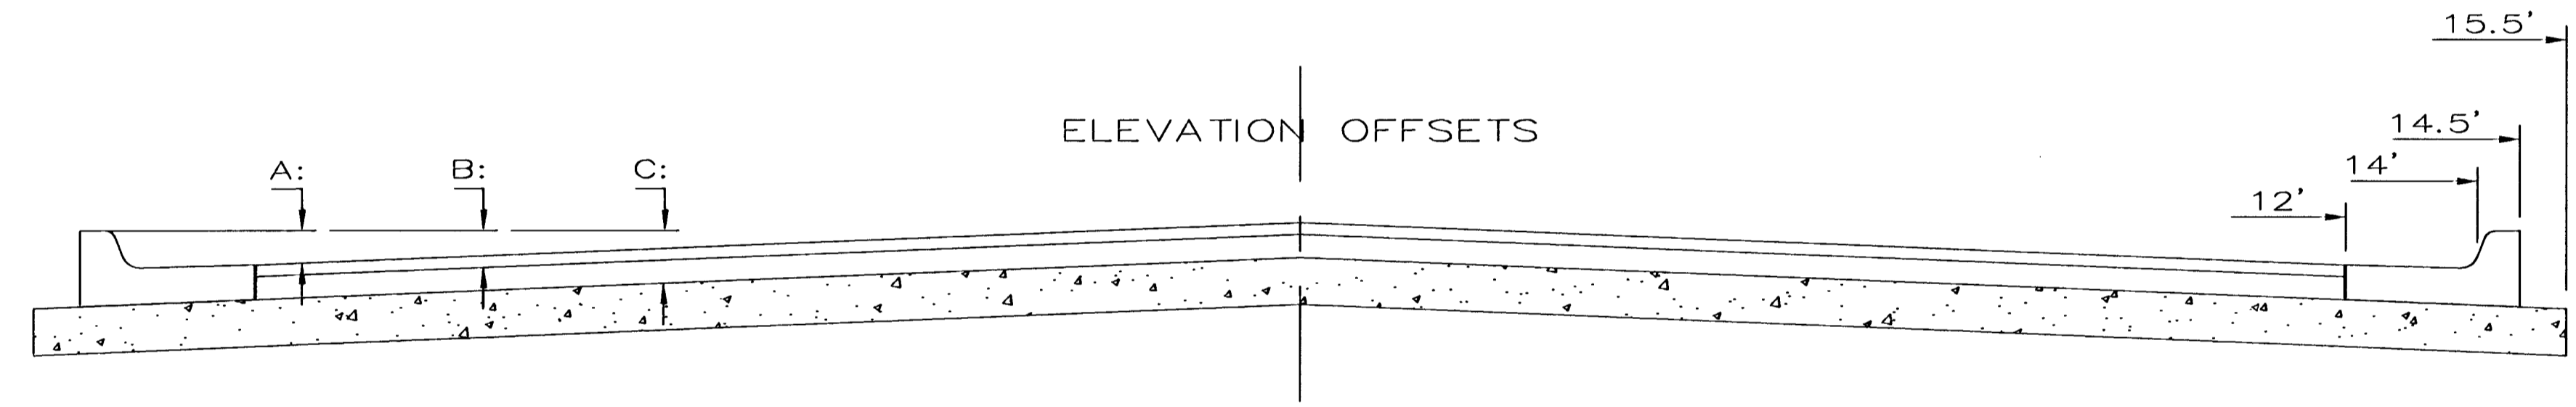 15.5'
ELEVATION OFFSETS
14.5'
A: B: C:
14'
12'